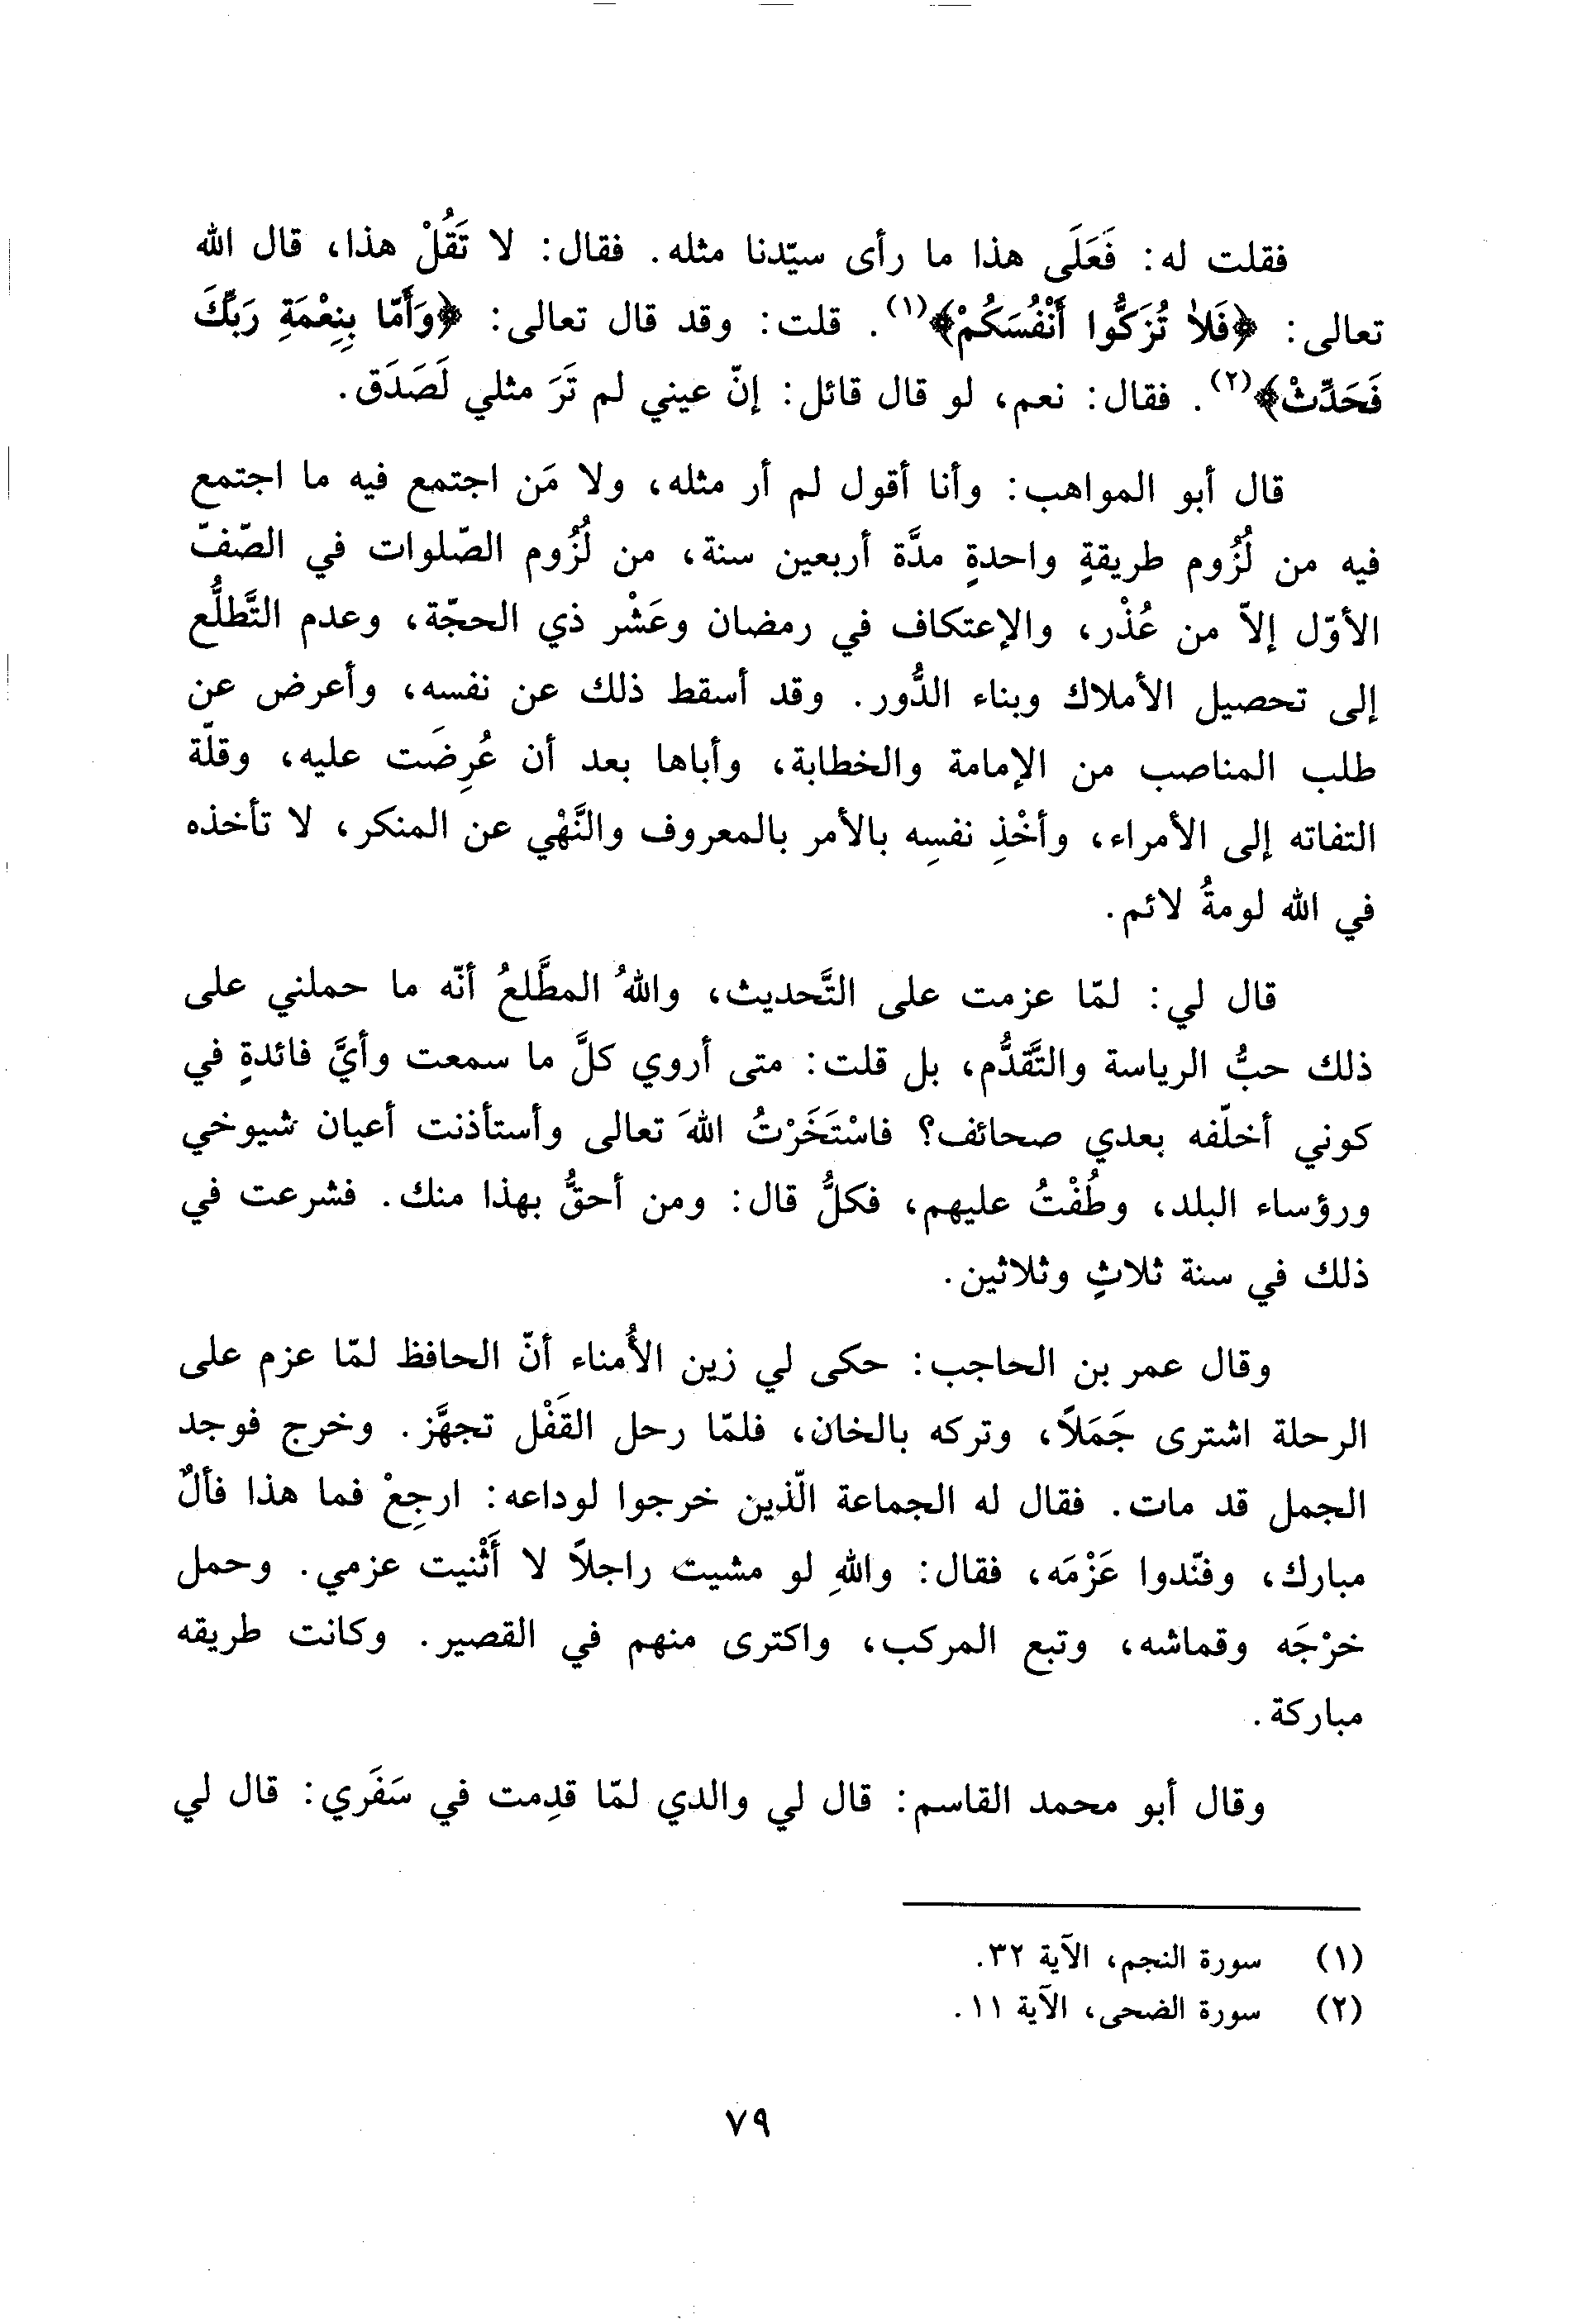 فقلت له: فَعَلَى هذا ما رأى سيّدنا مثله. فقال: لا تَقُلْ هذا، قال الله
تعالى: ﴿فَلاٰ تُزَكُّوا أَنْفُسَكُمْ﴾(١). قلت: وقد قال تعالى: ﴿وَأَمّا بِنِعْمَةِ رَبِّكَ
فَحَدِّثْ﴾(٢). فقال: نعم، لو قال قائل: إنّ عيني لم تَرَ مثلي لَصَدَق.
قال أبو المواهب: وأنا أقول لم أر مثله، ولا مَن اجتمع فيه ما اجتمع
فيه من لُزُوم طريقةٍ واحدةٍ مدَّة أربعين سنة، من لُزُوم الصّلوات في الصّفّ
الأوّل إلاّ من عُذْر، والإعتكاف في رمضان وعَشْر ذي الحجّة، وعدم التَّطلُّع
إلى تحصيل الأملاك وبناء الدُّور. وقد أسقط ذلك عن نفسه، وأعرض عن
طلب المناصب من الإمامة والخطابة، وأباها بعد أن عُرِضَت عليه، وقلّة
التفاته إلى الأمراء، وأخْذِ نفسِه بالأمر بالمعروف والنَّهْي عن المنكر، لا تأخذه
في الله لومةُ لائم.
قال لي: لمّا عزمت على التَّحديث، واللهُ المطَّلعُ أنّه ما حملني على
ذلك حبُّ الرياسة والتَّقدُّم، بل قلت: متى أروي كلَّ ما سمعت وأيَّ فائدةٍ في
كوني أخلّفه بعدي صحائف؟ فاسْتَخَرْتُ اللهَ تعالى وأستأذنت أعيان شيوخي
ورؤساء البلد، وطُفْتُ عليهم، فكلُّ قال: ومن أحقُّ بهذا منك. فشرعت في
ذلك في سنة ثلاثٍ وثلاثين.
وقال عمر بن الحاجب: حكى لي زين الأُمناء أنّ الحافظ لمّا عزم على
الرحلة اشترى جَمَلاً، وتركه بالخان، فلمّا رحل القَفْل تجهَّز. وخرج فوجد
الجمل قد مات. فقال له الجماعة الّذين خرجوا لوداعه: ارجِعْ فما هذا فألٌ
مبارك، وفنّدوا عَزْمَه، فقال: واللهِ لو مشيت راجلاً لا أَثْنيت عزمي. وحمل
خرْجَه وقماشه، وتبع المركب، واكترى منهم في القصير. وكانت طريقه
مباركة.
وقال أبو محمد القاسم: قال لي والدي لمّا قدِمت في سَفَري: قال لي
(١) سورة النجم، الآية ٣٢.
(٢) سورة الضحى، الآية ١١.
٧٩